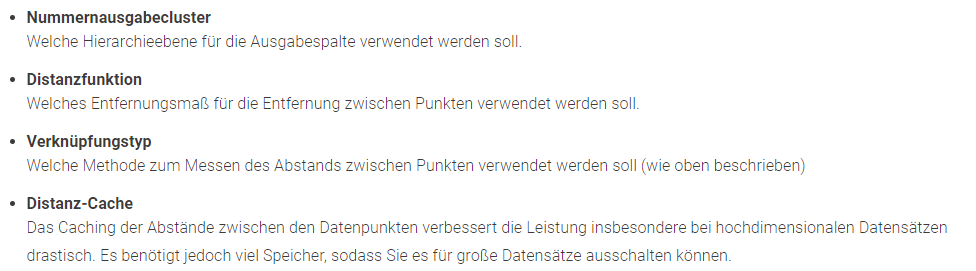 Nummernausgabecluster
Welche Hierarchieebene für die Ausgabespalte verwendet werden soll.
Distanzfunktion
Welches Entfernungsmaß für die Entfernung zwischen Punkten verwendet werden soll.
Verknüpfungstyp
Welche Methode zum Messen des Abstands zwischen Punkten verwendet werden soll (wie oben beschrieben)
Distanz-Cache
Das Caching der Abstände zwischen den Datenpunkten verbessert die Leistung insbesondere bei hochdimensionalen Datensätzen
drastisch. Es benötigt jedoch viel Speicher, sodass Sie es für große Datensätze ausschalten können.